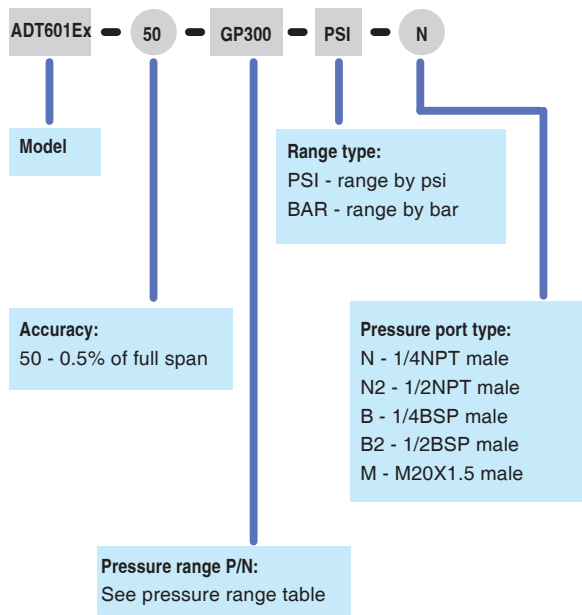 ADT601Ex - 50 - GP300 - PSI - N
Model
Range type:
PSI - range by psi
BAR - range by bar
Accuracy:
50 - 0.5% of full span
Pressure port type:
N - 1/4NPT male
N2 - 1/2NPT male
B - 1/4BSP male
B2 - 1/2BSP male
M - M20X1.5 male
Pressure range P/N:
See pressure range table